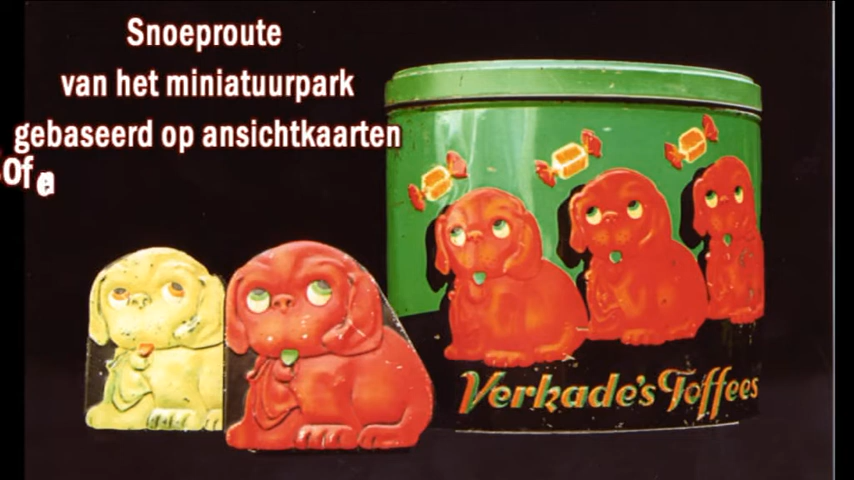 Snoeproute
van het miniatuurpark
gebaseerd op ansichtkaarten
Verkade's Toffees